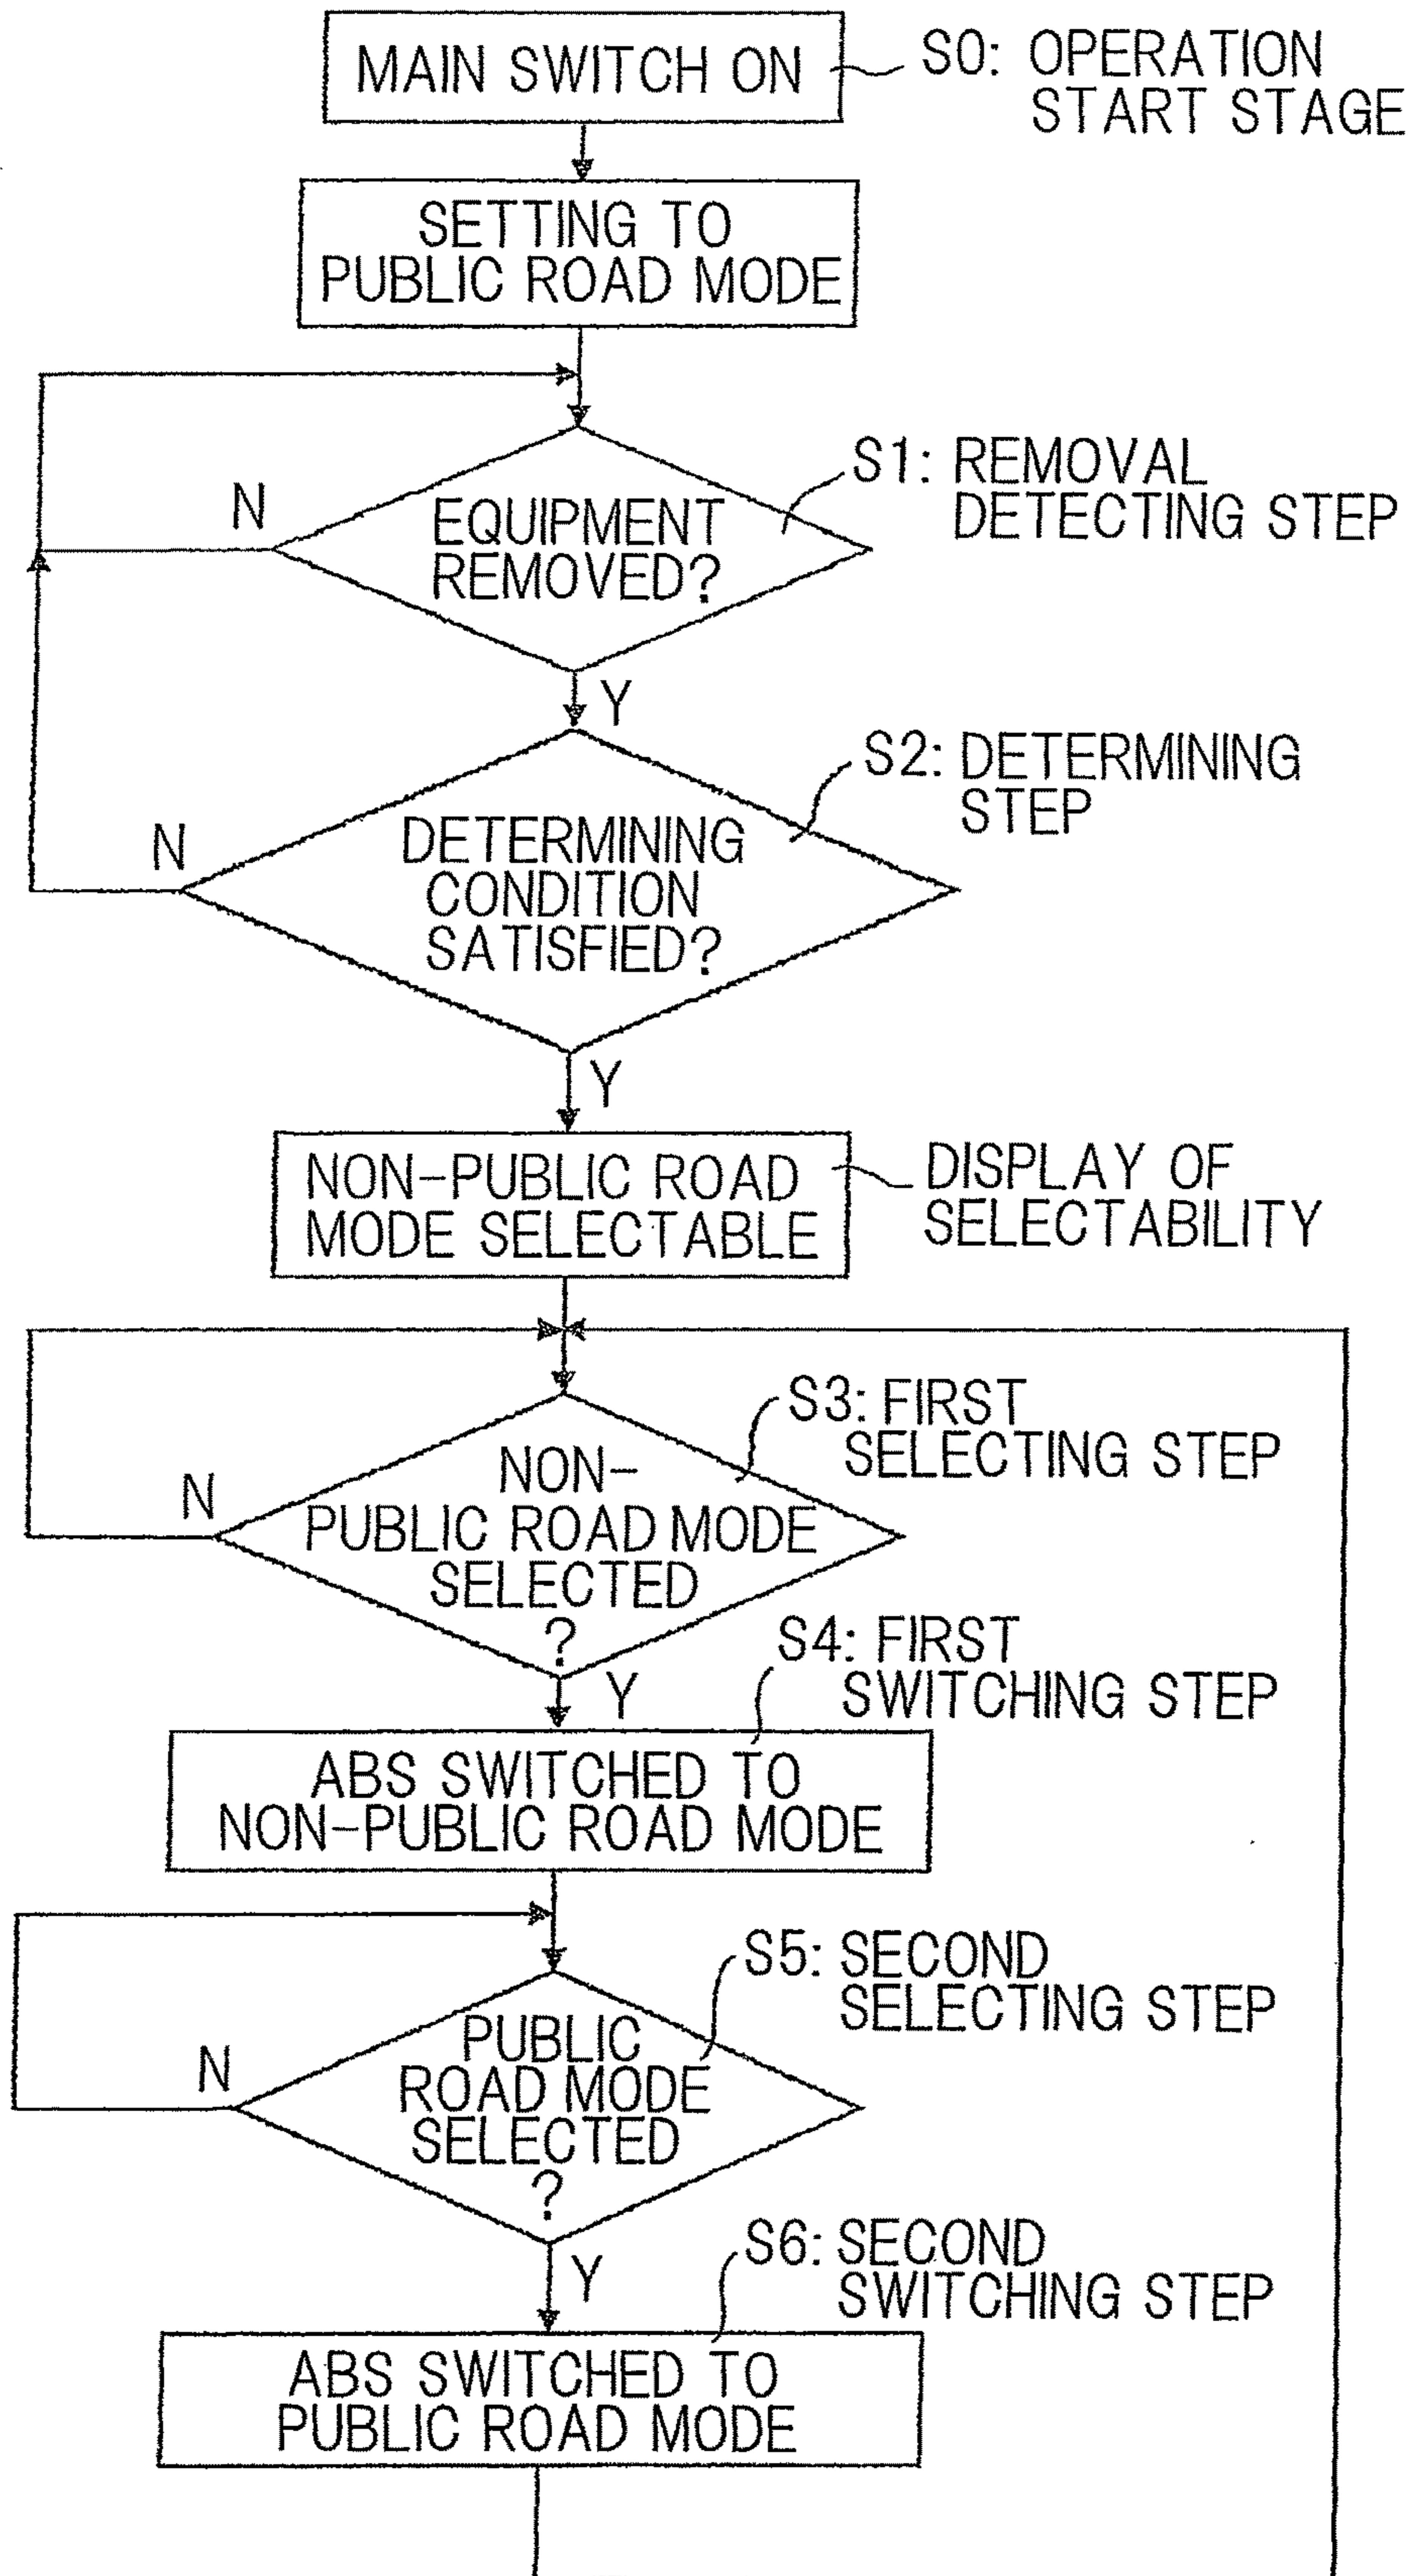 MAIN SWITCH ON
S0: OPERATION
START STAGE
SETTING TO
PUBLIC ROAD MODE
S1: REMOVAL
DETECTING STEP
N
EQUIPMENT
REMOVED?
Y
S2: DETERMINING
STEP
N
DETERMINING
CONDITION
SATISFIED?
Y
NON-PUBLIC ROAD
MODE SELECTABLE
DISPLAY OF
SELECTABILITY
S3: FIRST
SELECTING STEP
N
NON-
PUBLIC ROAD MODE
SELECTED
?
Y
S4: FIRST
SWITCHING STEP
ABS SWITCHED TO
NON-PUBLIC ROAD MODE
S5: SECOND
SELECTING STEP
N
PUBLIC
ROAD MODE
SELECTED
?
Y
S6: SECOND
SWITCHING STEP
ABS SWITCHED TO
PUBLIC ROAD MODE